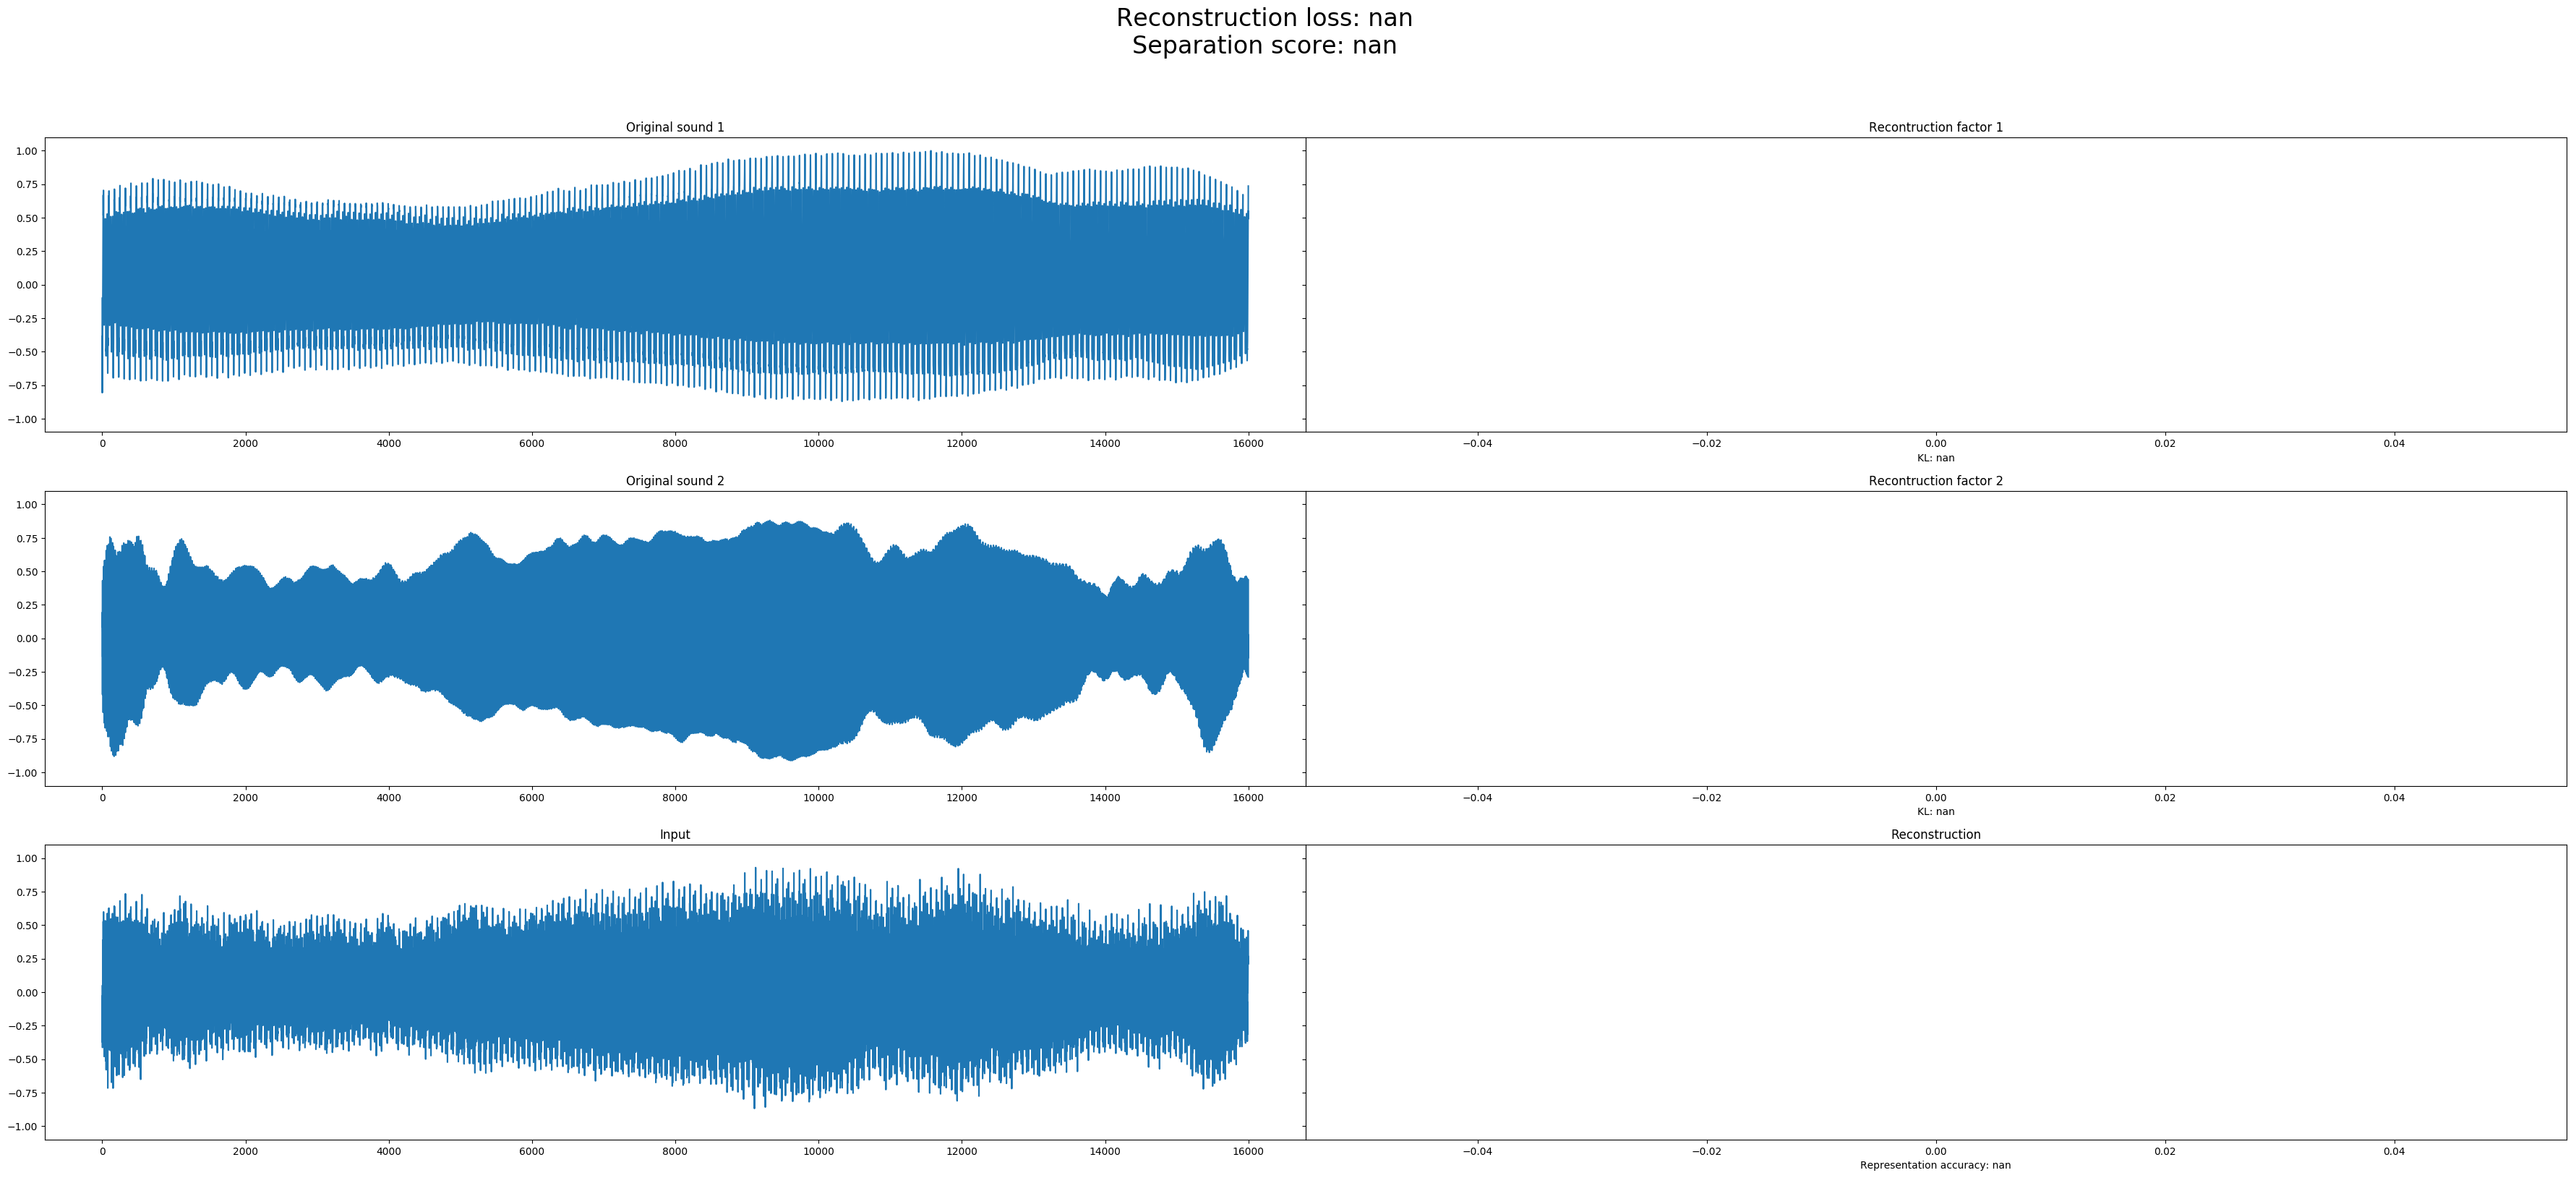 Reconstruction loss: nan
Separation score: nan
Original sound 1
Recontruction factor 1
1.00
0.75
0.50
0.25
0.00
−0.25
−0.50
−0.75
−1.00
0 2000 4000 6000 8000 10000 12000 14000 16000
−0.04 −0.02 0.00 0.02 0.04
KL: nan
Original sound 2
Recontruction factor 2
1.00
0.75
0.50
0.25
0.00
−0.25
−0.50
−0.75
−1.00
0 2000 4000 6000 8000 10000 12000 14000 16000
−0.04 −0.02 0.00 0.02 0.04
KL: nan
Input
Reconstruction
1.00
0.75
0.50
0.25
0.00
−0.25
−0.50
−0.75
−1.00
0 2000 4000 6000 8000 10000 12000 14000 16000
−0.04 −0.02 0.00 0.02 0.04
Representation accuracy: nan